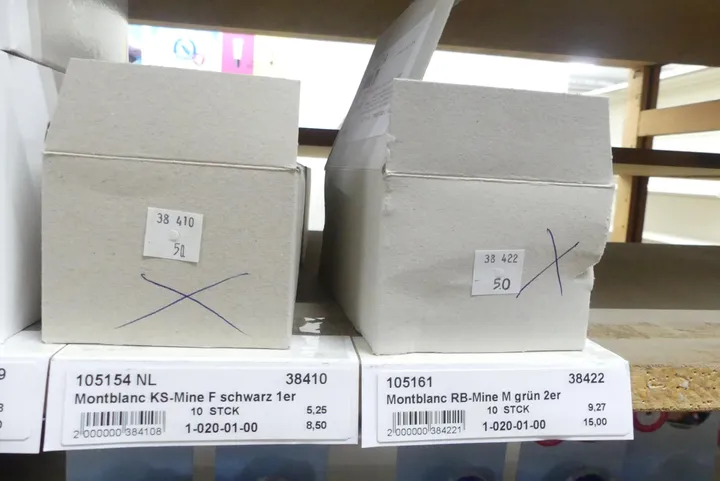 38 410
50
38 422
50
105154 NL 38410
Montblanc KS-Mine F schwarz 1er
10 STCK 5,25
2 000000 384108 1-020-01-00 8,50
105161 38422
Montblanc RB-Mine M grün 2er
10 STCK 9,27
2 000000 384221 1-020-01-00 15,00